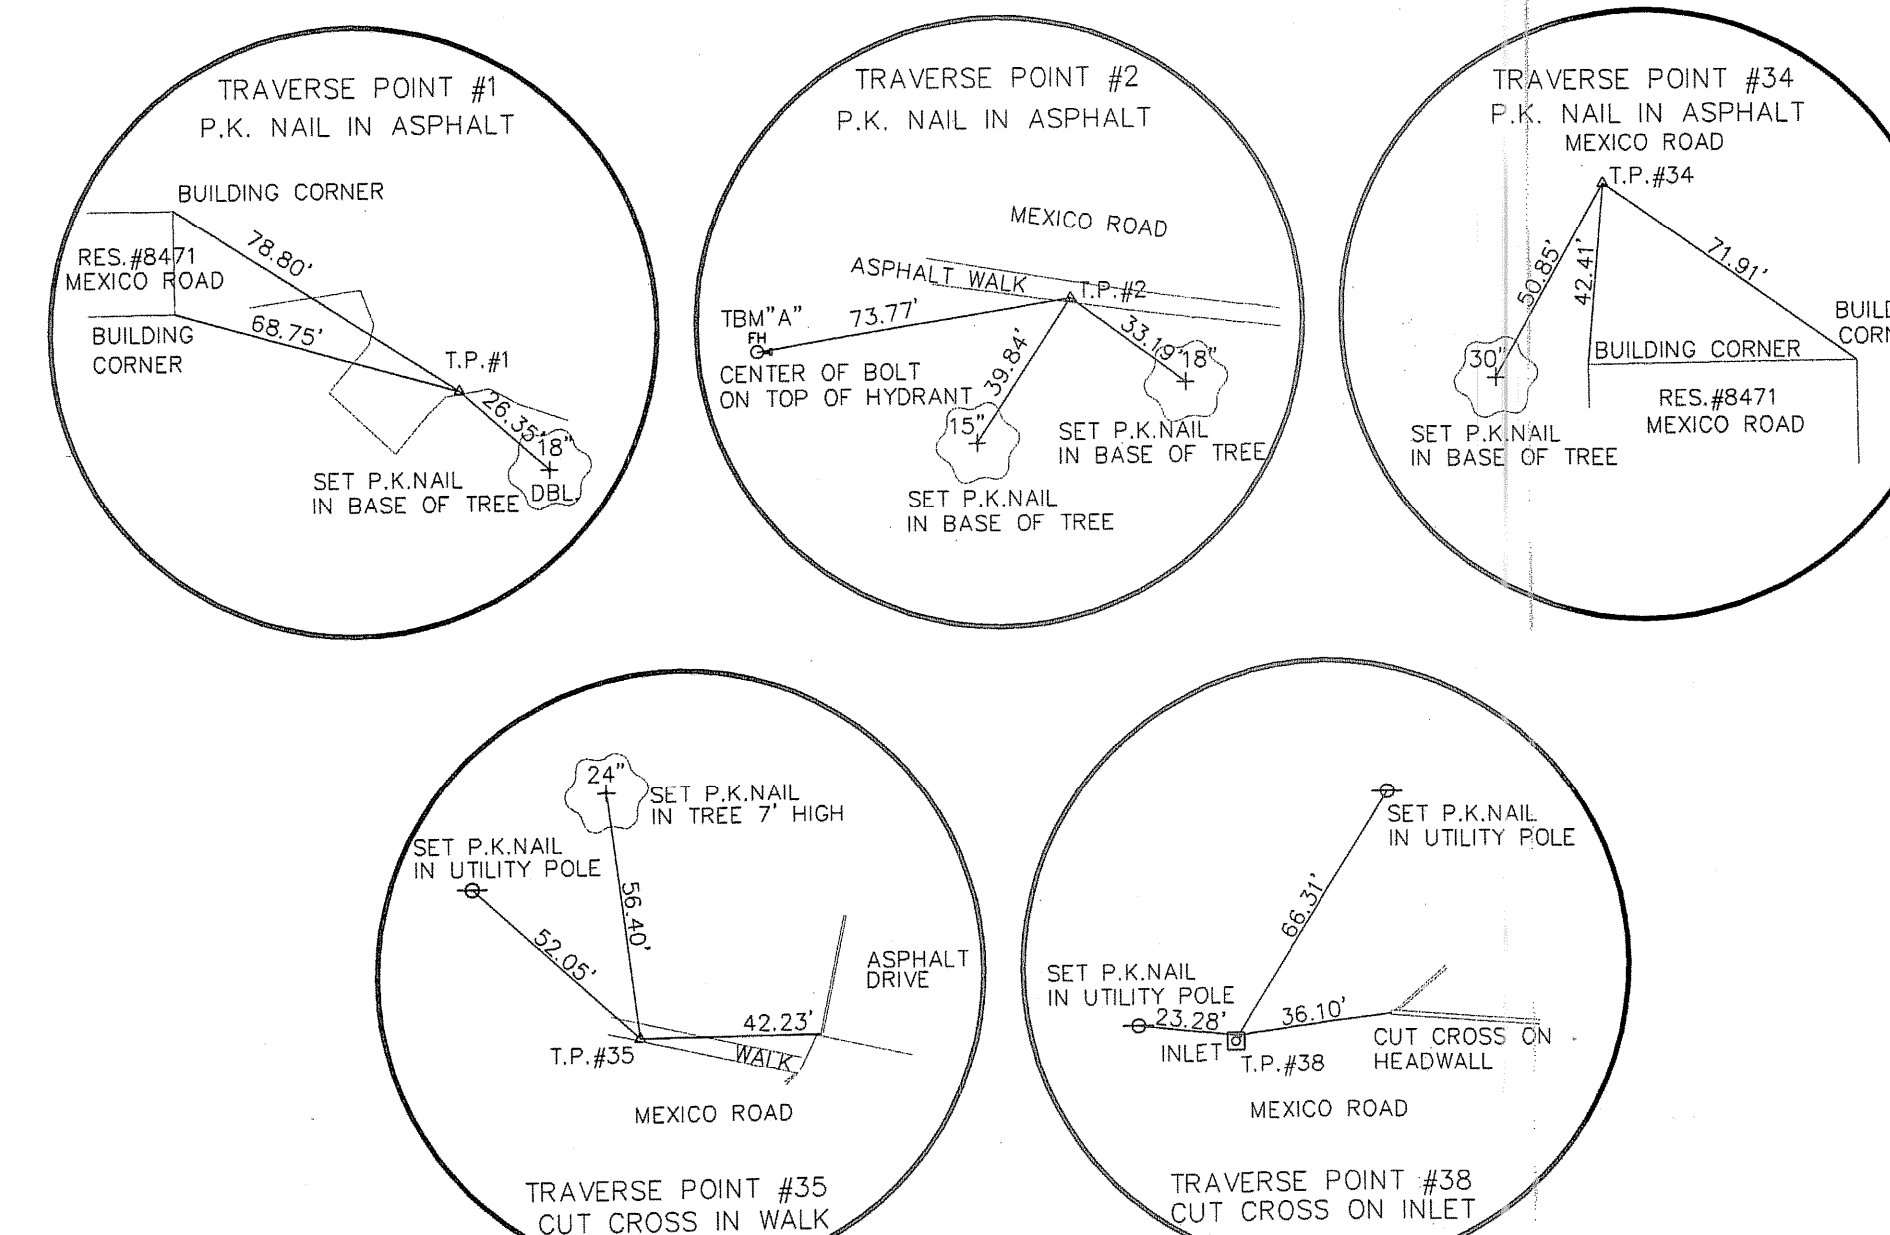 TRAVERSE POINT #1
P.K. NAIL IN ASPHALT
BUILDING CORNER
78.80'
RES.#8471
MEXICO ROAD
68.75'
BUILDING
CORNER
T.P.#1
26.35'
18"
DBL.
SET P.K.NAIL
IN BASE OF TREE
TRAVERSE POINT #2
P.K. NAIL IN ASPHALT
MEXICO ROAD
ASPHALT WALK
T.P.#2
TBM"A"
FH
73.77'
33.19'
18"
39.84'
15"
CENTER OF BOLT
ON TOP OF HYDRANT
SET P.K.NAIL
IN BASE OF TREE
SET P.K.NAIL
IN BASE OF TREE
TRAVERSE POINT #34
P.K. NAIL IN ASPHALT
MEXICO ROAD
T.P.#34
50.85'
42.41'
71.91'
30"
BUILDING CORNER
BUILD
CORN
RES.#8471
MEXICO ROAD
SET P.K.NAIL
IN BASE OF TREE
24"
SET P.K.NAIL
IN TREE 7' HIGH
SET P.K.NAIL
IN UTILITY POLE
56.40'
52.05'
ASPHALT
DRIVE
42.23'
T.P.#35
WALK
MEXICO ROAD
TRAVERSE POINT #35
CUT CROSS IN WALK
SET P.K.NAIL
IN UTILITY POLE
66.31'
SET P.K.NAIL
IN UTILITY POLE
23.28'
36.10'
INLET
T.P.#38
CUT CROSS ON
HEADWALL
MEXICO ROAD
TRAVERSE POINT #38
CUT CROSS ON INLET